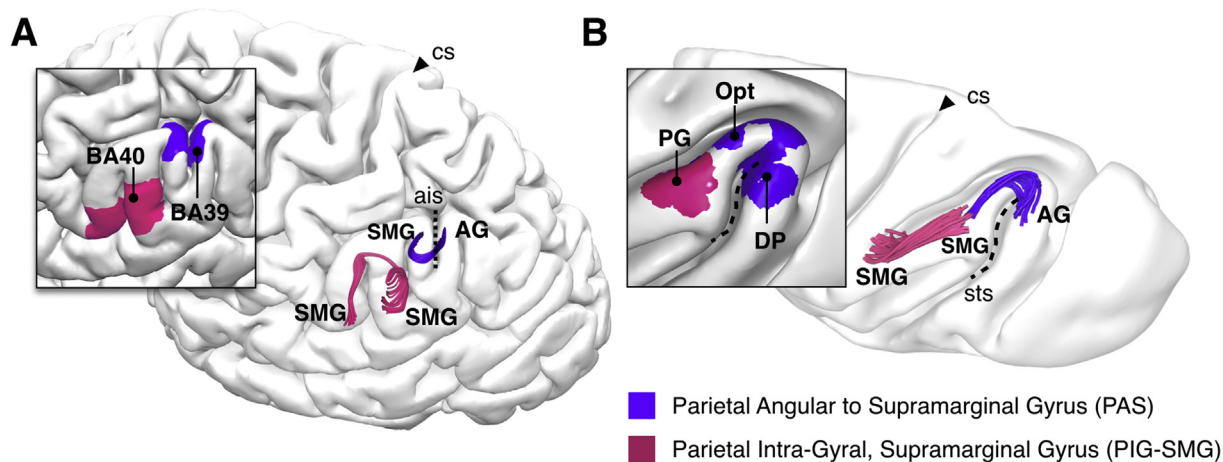 A
cs
BA40
BA39
ais
SMG
AG
SMG
SMG
B
Opt
PG
DP
cs
AG
SMG
SMG
sts
Parietal Angular to Supramarginal Gyrus (PAS)
Parietal Intra-Gyral, Supramarginal Gyrus (PIG-SMG)